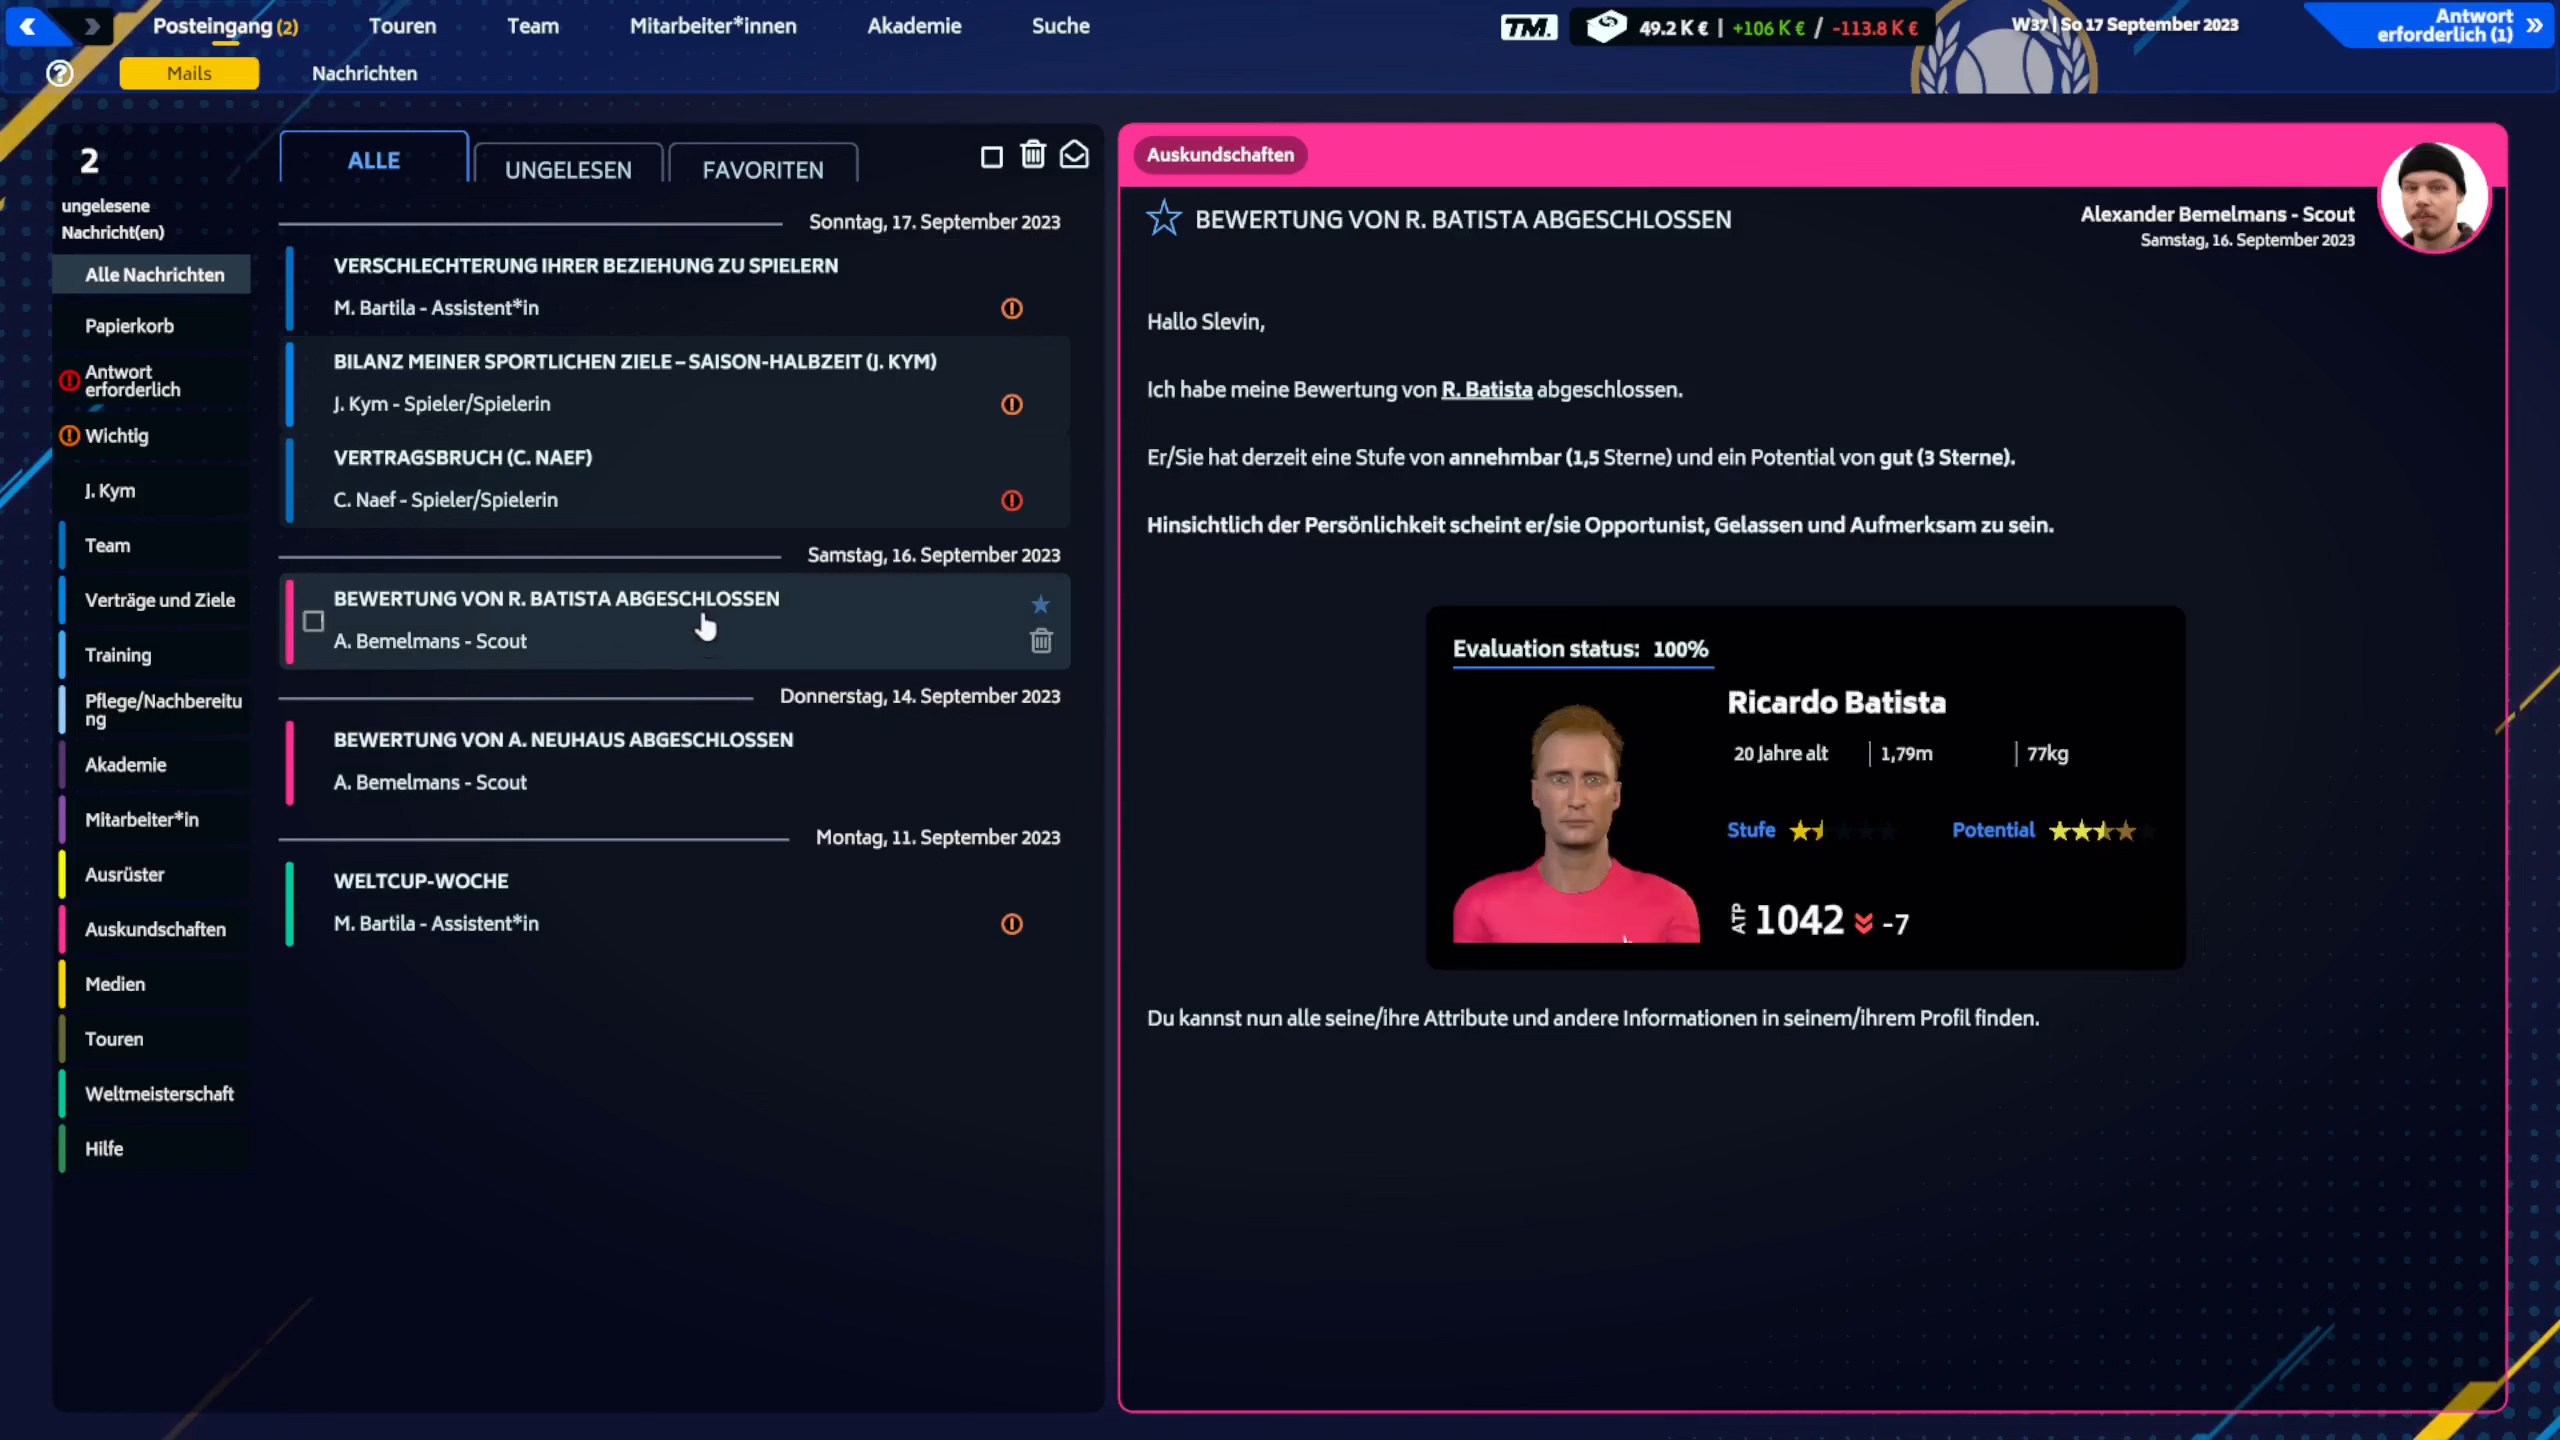 Posteingang (2)
Touren
Team
Mitarbeiter*innen
Akademie
Suche
TM.
49.2 K € | +106 K € / -113.8 K €
W37 | So 17 September 2023
Antwort
erforderlich (1)
Mails
Nachrichten
2
ungelesene
Nachricht(en)
Alle Nachrichten
Papierkorb
Antwort
erforderlich
Wichtig
J. Kym
Team
Verträge und Ziele
Training
Pflege/Nachbereitu
ng
Akademie
Mitarbeiter*in
Ausrüster
Auskundschaften
Medien
Touren
Weltmeisterschaft
Hilfe
ALLE
UNGELESEN
FAVORITEN
Sonntag, 17. September 2023
VERSCHLECHTERUNG IHRER BEZIEHUNG ZU SPIELERN
M. Bartila - Assistent*in
BILANZ MEINER SPORTLICHEN ZIELE – SAISON-HALBZEIT (J. KYM)
J. Kym - Spieler/Spielerin
VERTRAGSBRUCH (C. NAEF)
C. Naef - Spieler/Spielerin
Samstag, 16. September 2023
BEWERTUNG VON R. BATISTA ABGESCHLOSSEN
A. Bemelmans - Scout
Donnerstag, 14. September 2023
BEWERTUNG VON A. NEUHAUS ABGESCHLOSSEN
A. Bemelmans - Scout
Montag, 11. September 2023
WELTCUP-WOCHE
M. Bartila - Assistent*in
Auskundschaften
BEWERTUNG VON R. BATISTA ABGESCHLOSSEN
Alexander Bemelmans - Scout
Samstag, 16. September 2023
Hallo Slevin,
Ich habe meine Bewertung von R. Batista abgeschlossen.
Er/Sie hat derzeit eine Stufe von annehmbar (1,5 Sterne) und ein Potential von gut (3 Sterne).
Hinsichtlich der Persönlichkeit scheint er/sie Opportunist, Gelassen und Aufmerksam zu sein.
Evaluation status: 100%
Ricardo Batista
20 Jahre alt | 1,79m | 77kg
Stufe
Potential
ATP 1042 -7
Du kannst nun alle seine/ihre Attribute und andere Informationen in seinem/ihrem Profil finden.